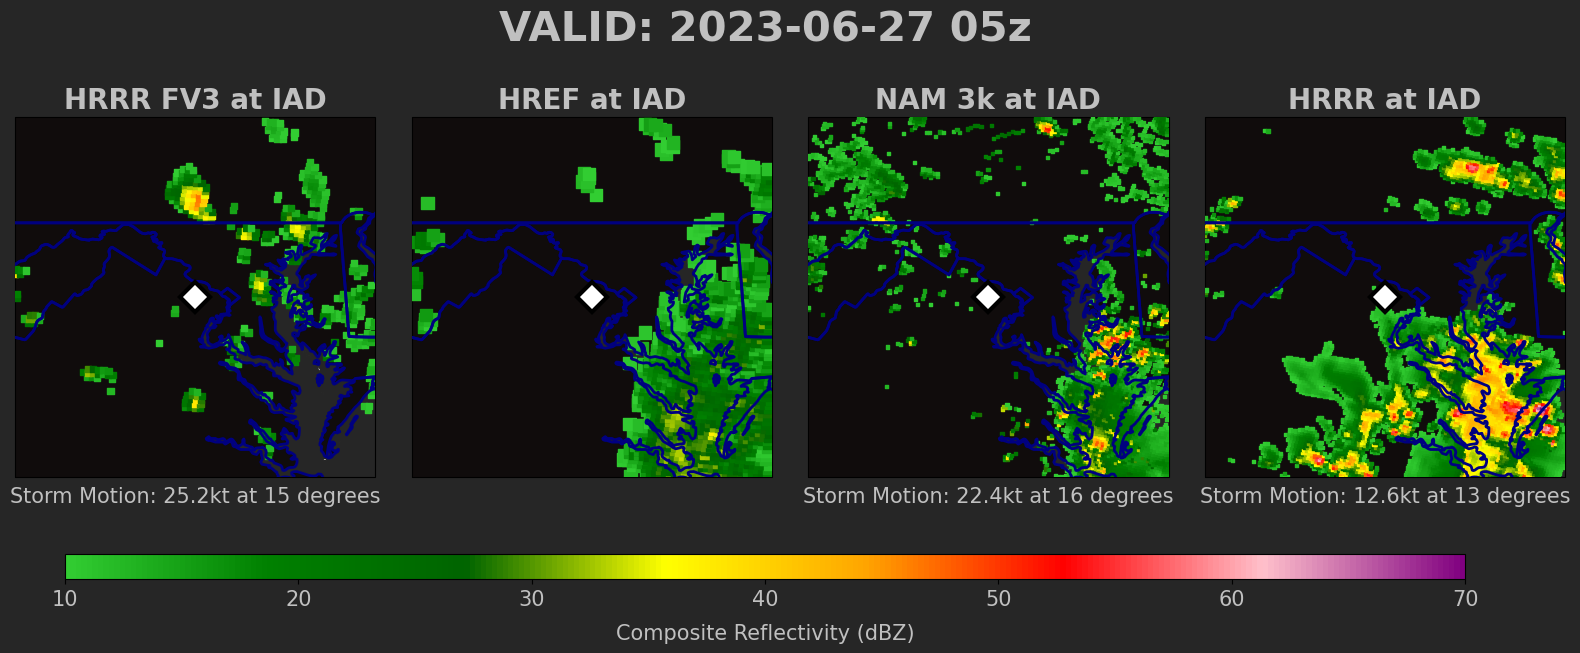 VALID: 2023-06-27 05z
HRRR FV3 at IAD
HREF at IAD
NAM 3k at IAD
HRRR at IAD
Storm Motion: 25.2kt at 15 degrees
Storm Motion: 22.4kt at 16 degrees
Storm Motion: 12.6kt at 13 degrees
10 20 30 40 50 60 70
Composite Reflectivity (dBZ)